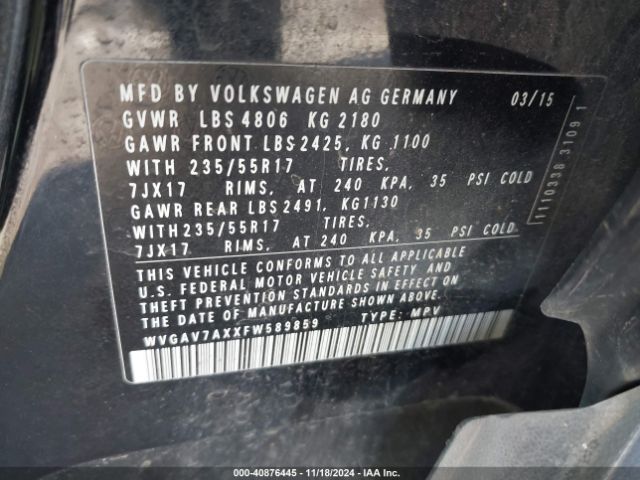 MFD BY VOLKSWAGEN AG GERMANY 03/15
GVWR LBS 4806 KG 2180
GAWR FRONT LBS 2425, KG 1100
WITH 235/55R17 TIRES,
7JX17 RIMS, AT 240 KPA, 35 PSI COLD
GAWR REAR LBS 2491, KG1130
WITH235/55R17 TIRES,
7JX17 RIMS, AT 240 KPA, 35 PSI COLD.
THIS VEHICLE CONFORMS TO ALL APPLICABLE
U.S. FEDERAL MOTOR VEHICLE SAFETY AND
THEFT PREVENTION STANDARDS IN EFFECT ON
THE DATE OF MANUFACTURE SHOWN ABOVE.
WVGAV7AXXFW589859 TYPE: MPV
1110338 3109 1
000-40876445 - 11/18/2024 - IAA Inc.